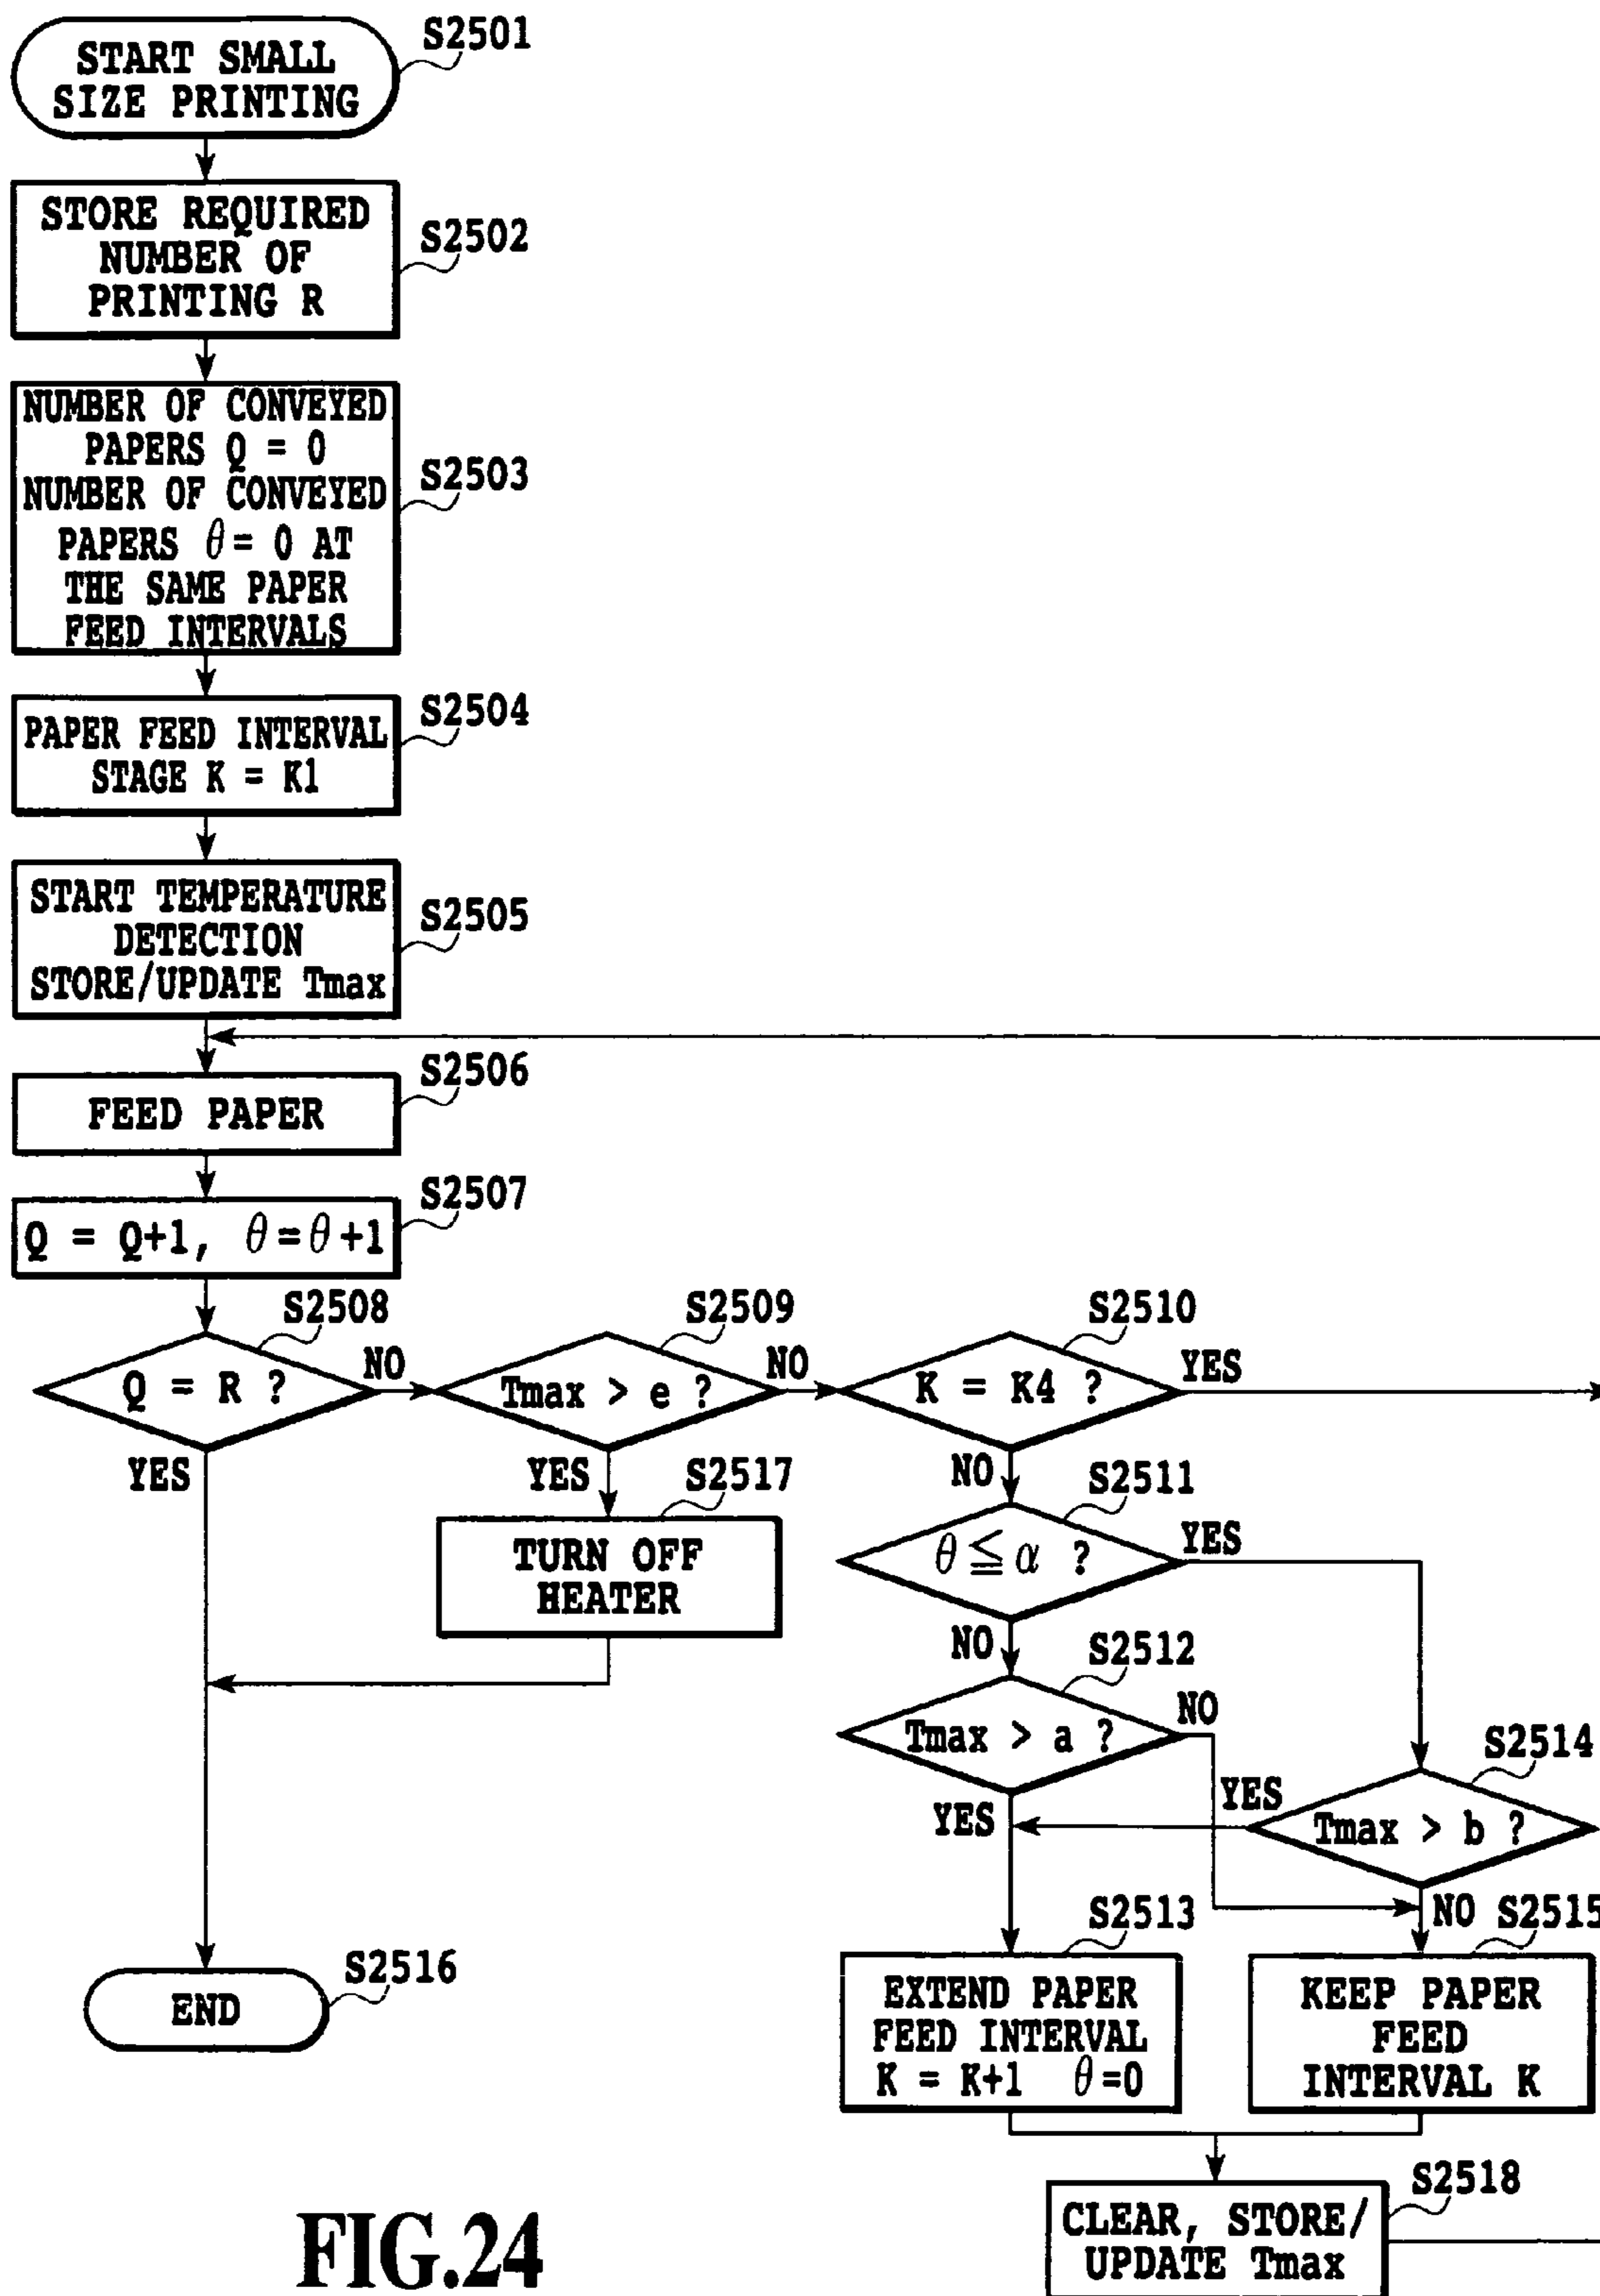 START SMALL
SIZE PRINTING
S2501
STORE REQUIRED
NUMBER OF
PRINTING R
S2502
NUMBER OF CONVEYED
PAPERS Q = 0
NUMBER OF CONVEYED
PAPERS θ = 0 AT
THE SAME PAPER
FEED INTERVALS
S2503
PAPER FEED INTERVAL
STAGE K = K1
S2504
START TEMPERATURE
DETECTION
STORE/UPDATE Tmax
S2505
FEED PAPER
S2506
Q = Q+1, θ = θ +1
S2507
Q = R ?
S2508
NO
YES
Tmax > e ?
S2509
NO
YES
K = K4 ?
S2510
YES
NO
TURN OFF
HEATER
S2517
θ ≦ α ?
S2511
YES
NO
Tmax > a ?
S2512
NO
YES
Tmax > b ?
S2514
YES
NO
EXTEND PAPER
FEED INTERVAL
K = K+1 θ=0
S2513
KEEP PAPER
FEED
INTERVAL K
S2515
END
S2516
CLEAR, STORE/
UPDATE Tmax
S2518
FIG.24